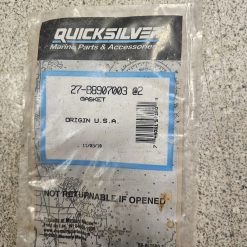 QUICKSILVER
Marine Parts & Accessories
27-88907003 @2
GASKET
ORIGIN U.S.A.
NOT RETURNABLE IF OPENED